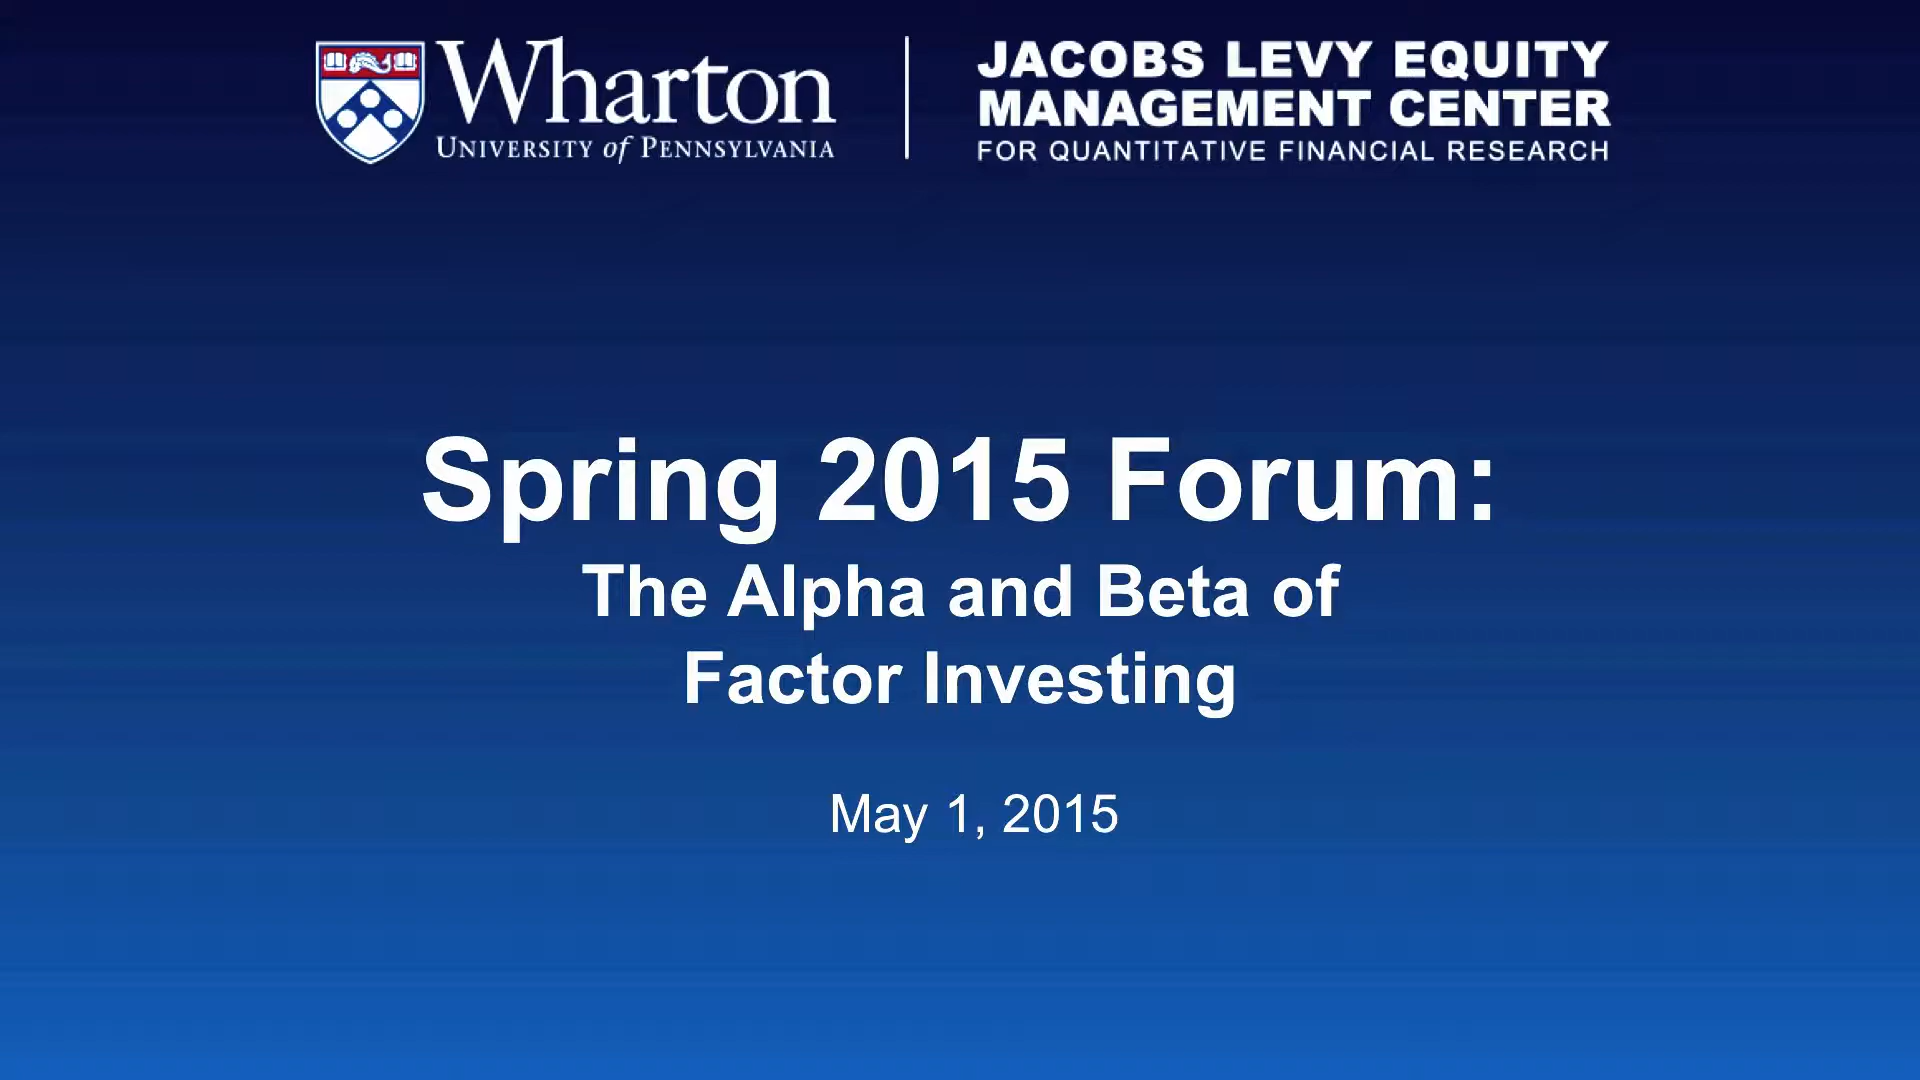 Wharton
UNIVERSITY of PENNSYLVANIA
JACOBS LEVY EQUITY
MANAGEMENT CENTER
FOR QUANTITATIVE FINANCIAL RESEARCH
Spring 2015 Forum:
The Alpha and Beta of
Factor Investing
May 1, 2015